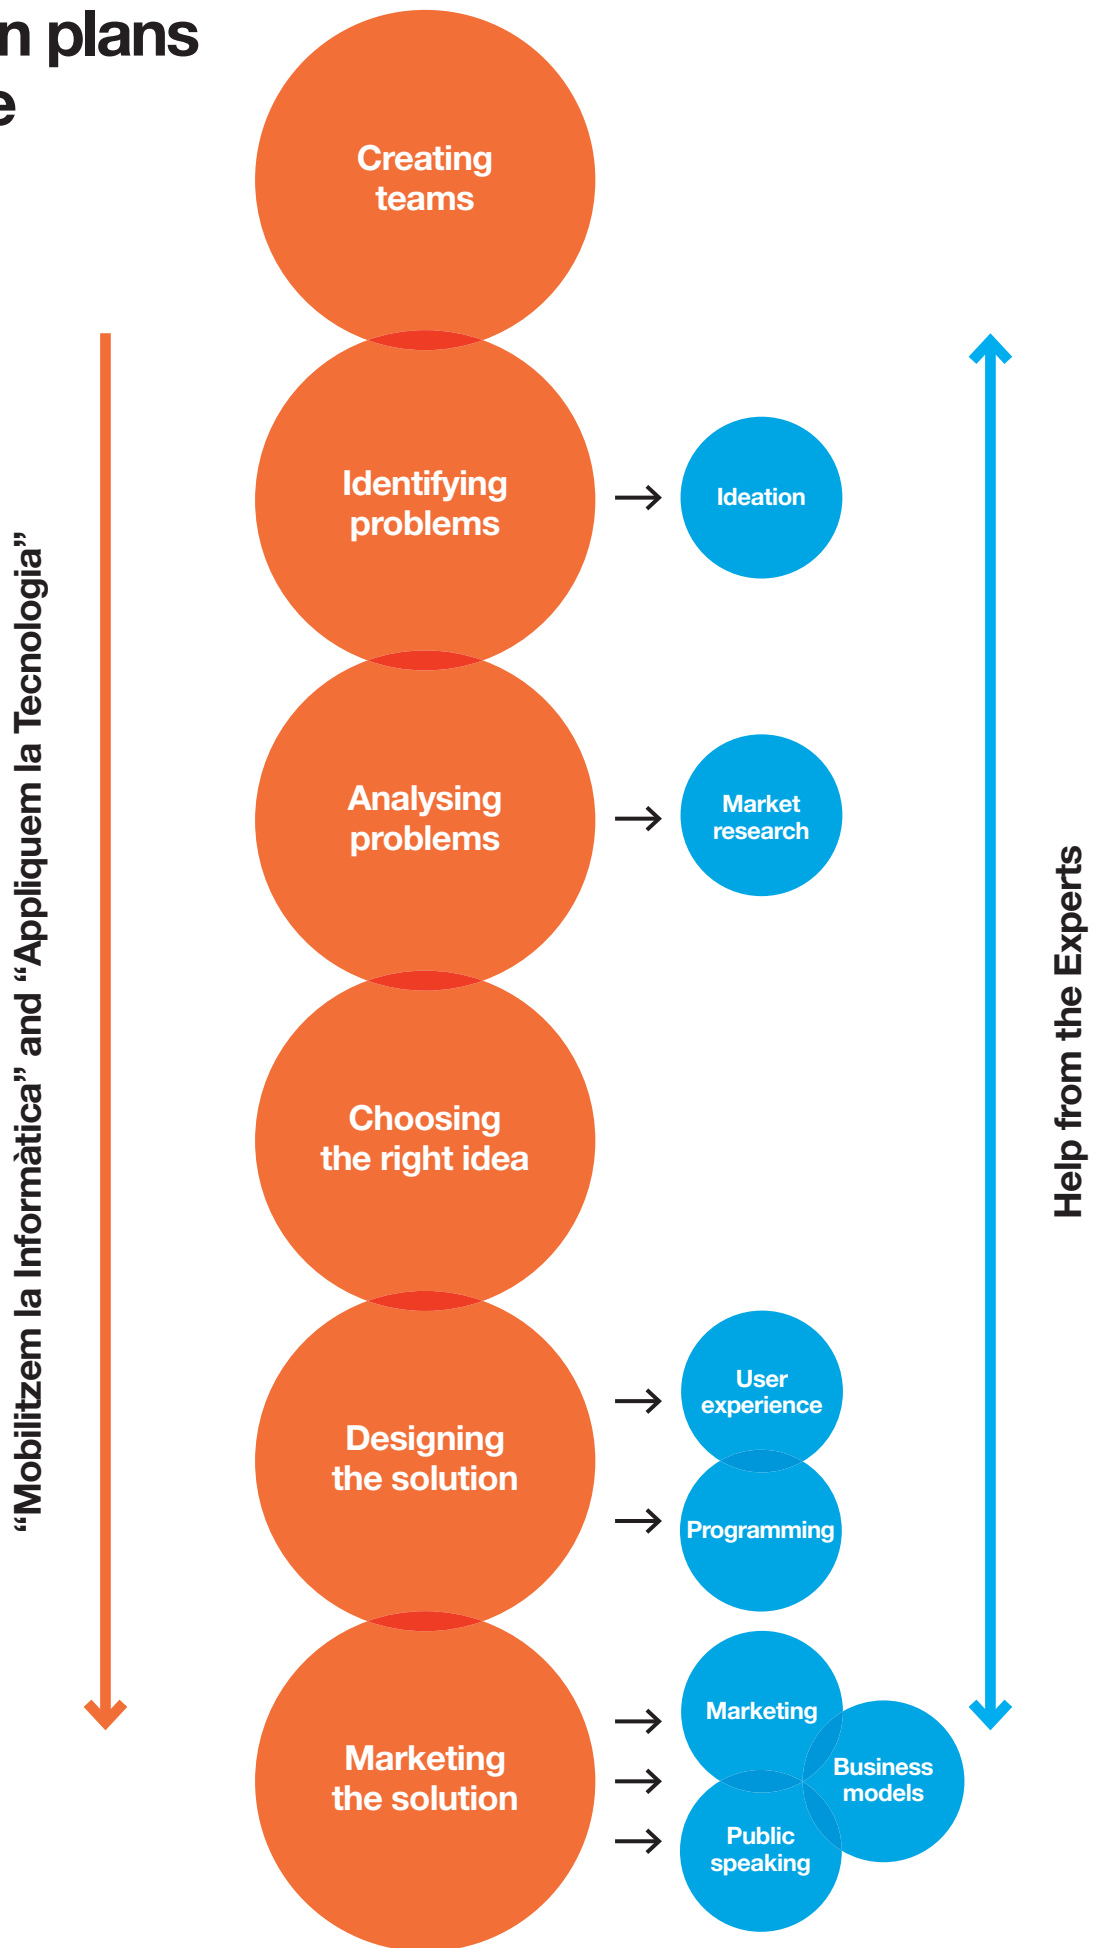 n plans
e
Creating
teams
Identifying
problems
Ideation
Analysing
problems
Market
research
Choosing
the right idea
Designing
the solution
User
experience
Programming
Marketing
the solution
Marketing
Business
models
Public
speaking
“Mobilitzem la Informàtica” and “Appliquem la Tecnologia”
Help from the Experts